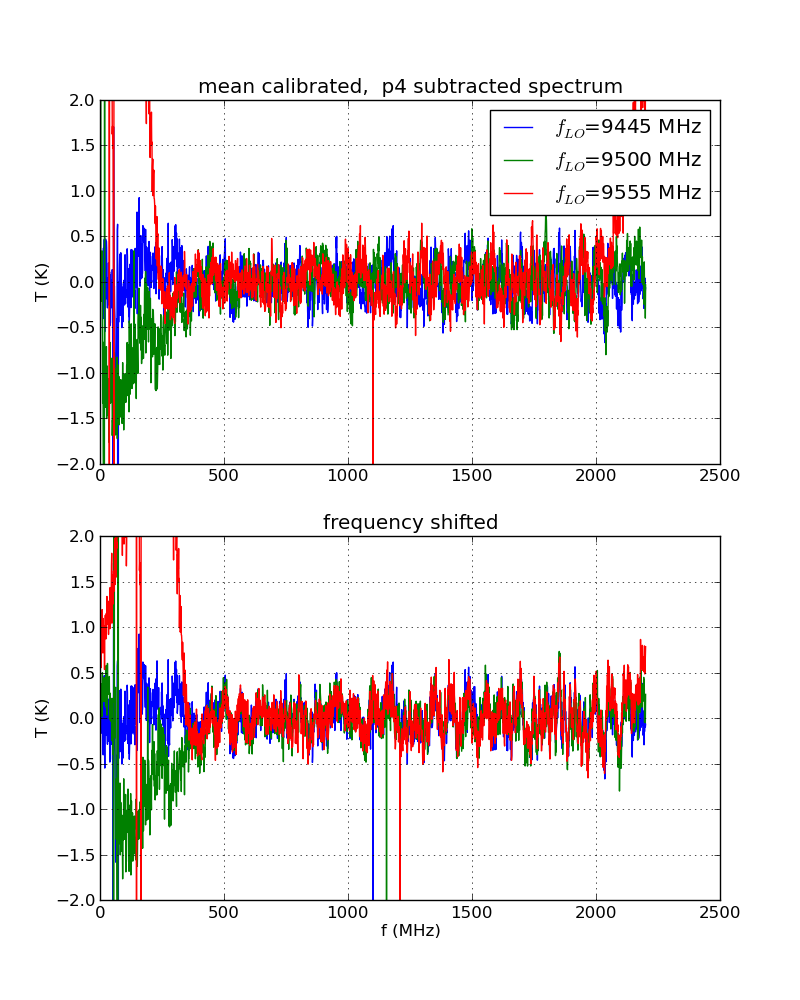 mean calibrated,  p4 subtracted spectrum
2.0
1.5
1.0
0.5
0.0
−0.5
−1.0
−1.5
−2.0
T (K)
f_LO=9445 MHz
f_LO=9500 MHz
f_LO=9555 MHz
0 500 1000 1500 2000 2500
frequency shifted
2.0
1.5
1.0
0.5
0.0
−0.5
−1.0
−1.5
−2.0
T (K)
0 500 1000 1500 2000 2500
f (MHz)